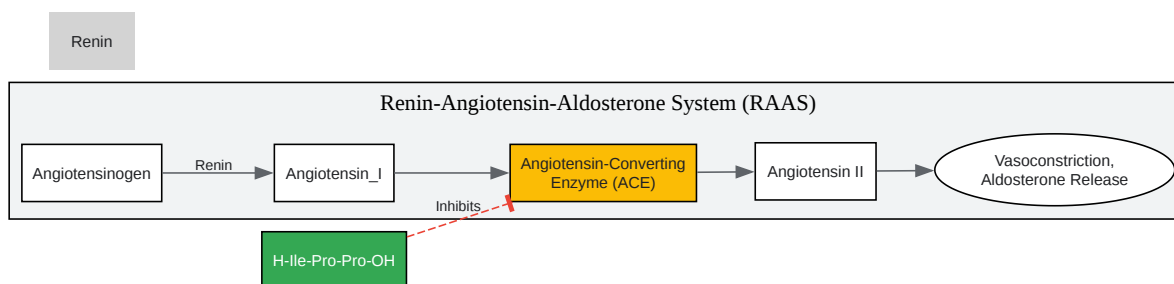 Renin
Renin-Angiotensin-Aldosterone System (RAAS)
Angiotensinogen
Renin
Angiotensin_I
Angiotensin-Converting
Enzyme (ACE)
Angiotensin II
Vasoconstriction,
Aldosterone Release
Inhibits
H-Ile-Pro-Pro-OH